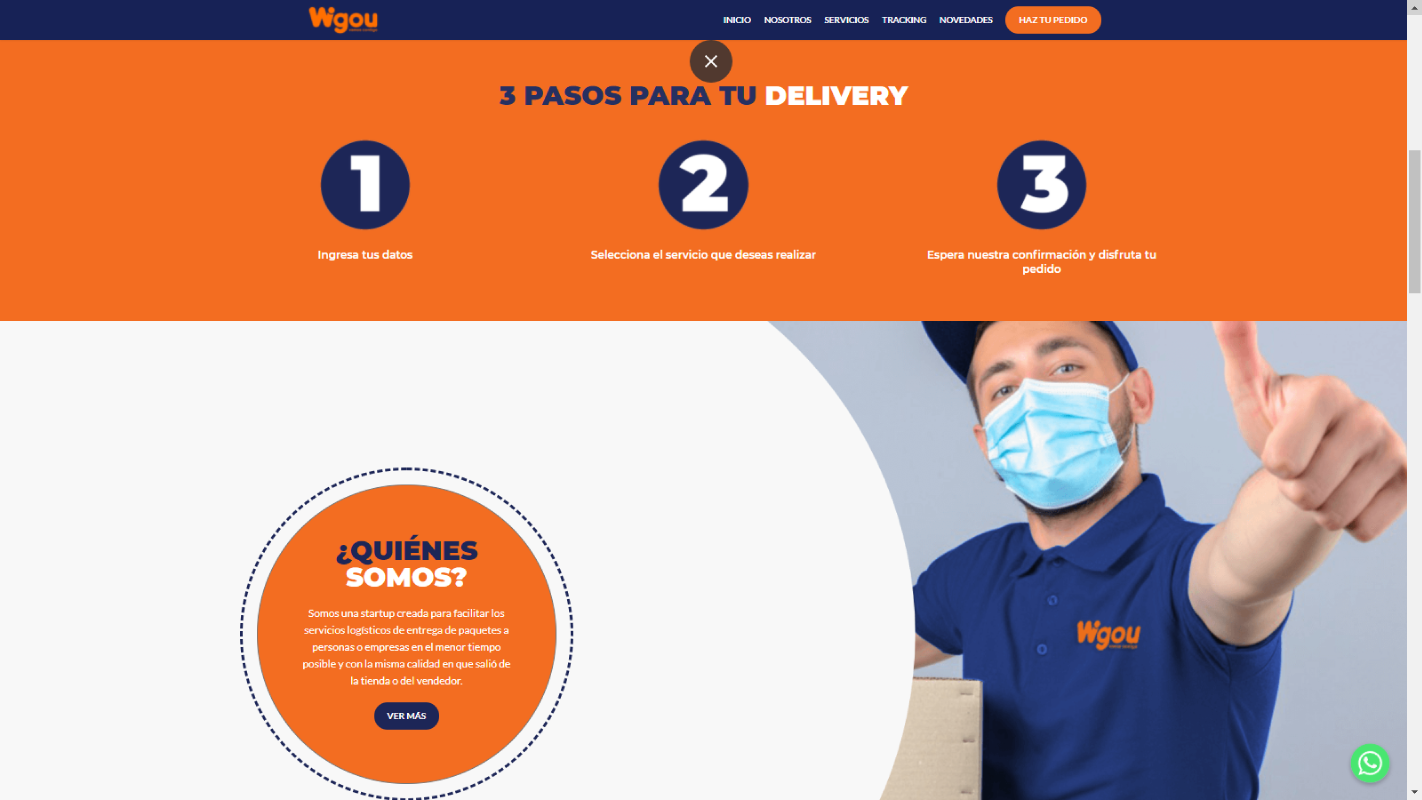 Wigou
INICIO NOSOTROS SERVICIOS TRACKING NOVEDADES HAZ TU PEDIDO
3 PASOS PARA TU DELIVERY
1
2
3
Ingresa tus datos
Selecciona el servicio que deseas realizar
Espera nuestra confirmación y disfruta tu
pedido
¿QUIÉNES
SOMOS?
Somos una startup creada para facilitar los
servicios logísticos de entrega de paquetes a
personas o empresas en el menor tiempo
posible y con la misma calidad en que salió de
la tienda o del vendedor.
VER MÁS
Wigou